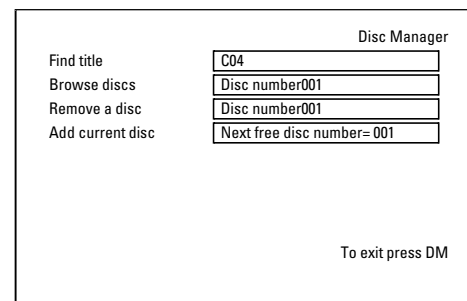 Disc Manager
Find title C04
Browse discs Disc number001
Remove a disc Disc number001
Add current disc Next free disc number= 001
To exit press DM